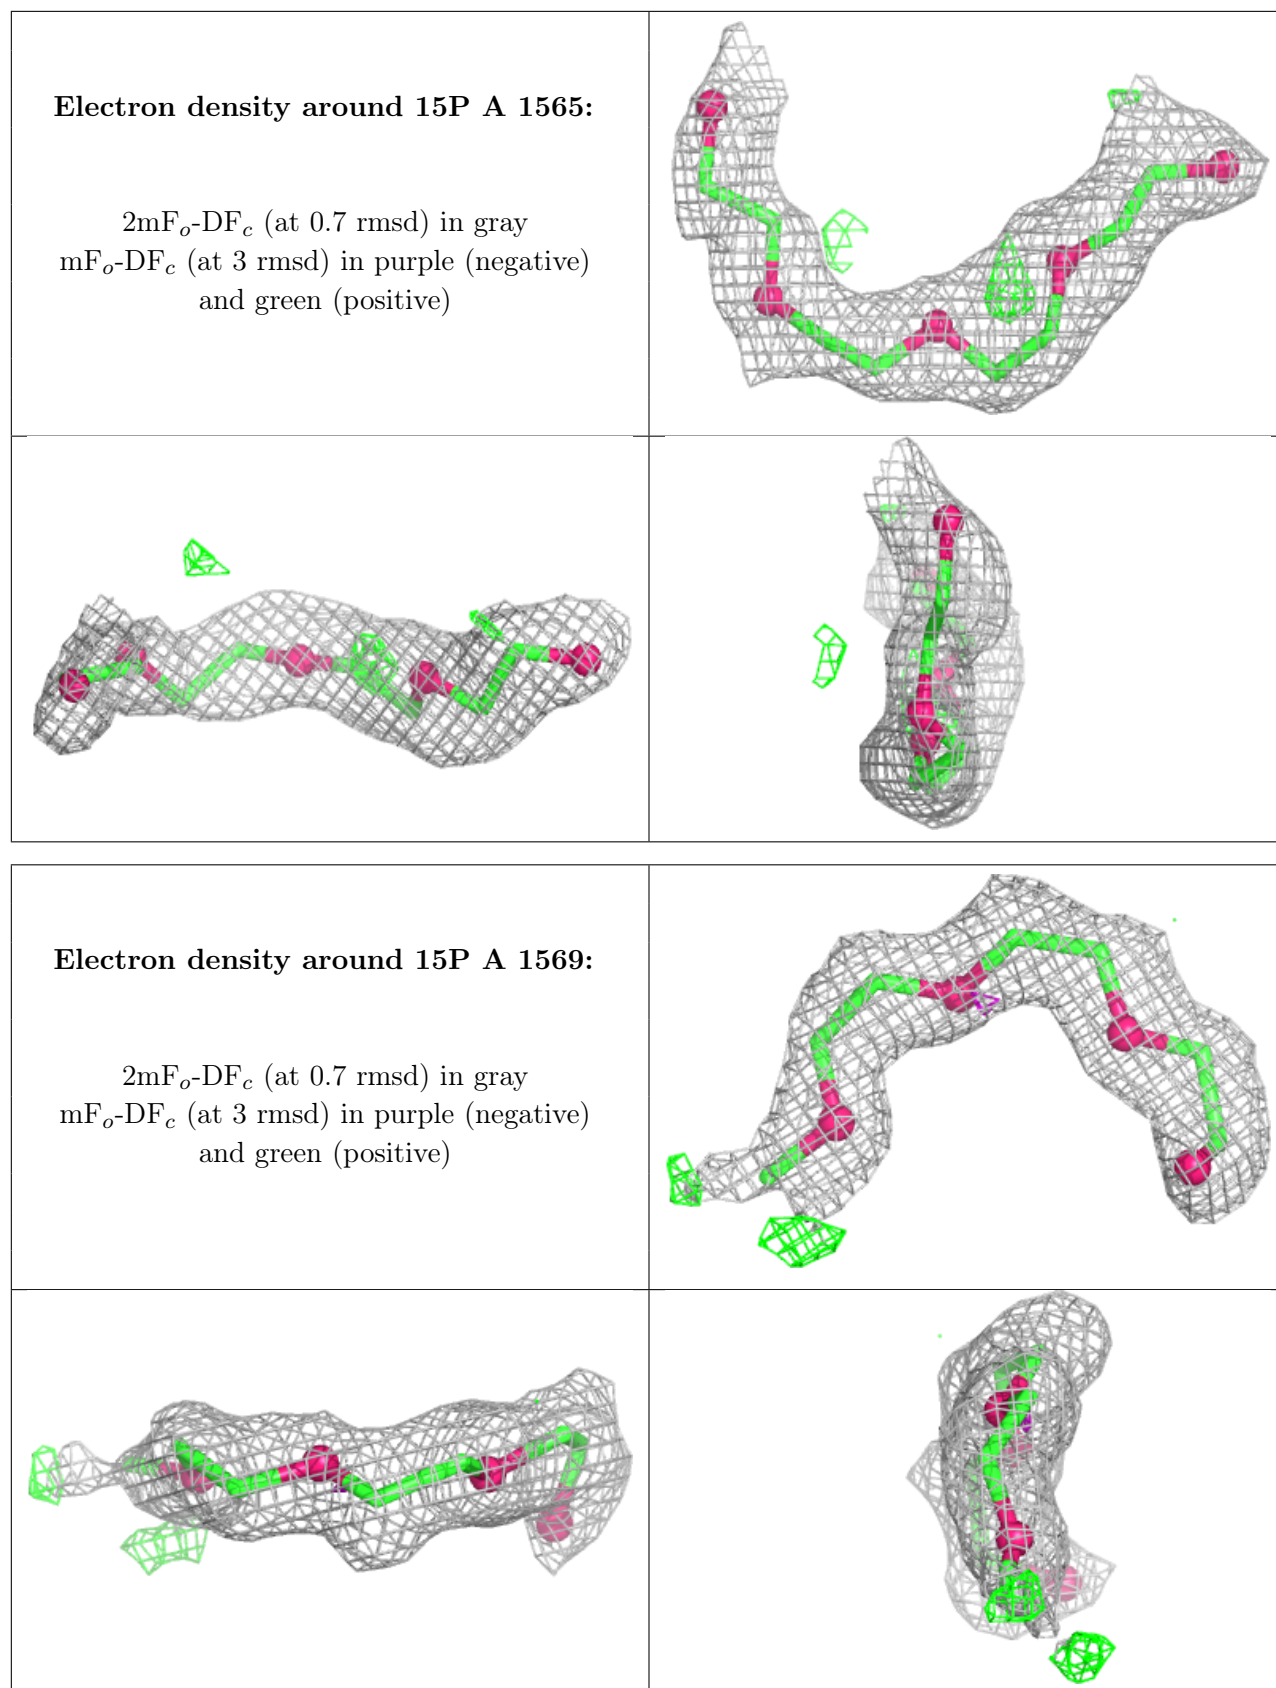 Electron density around 15P A 1565:
2mFo-DFc (at 0.7 rmsd) in gray
mFo-DFc (at 3 rmsd) in purple (negative)
and green (positive)
Electron density around 15P A 1569:
2mFo-DFc (at 0.7 rmsd) in gray
mFo-DFc (at 3 rmsd) in purple (negative)
and green (positive)